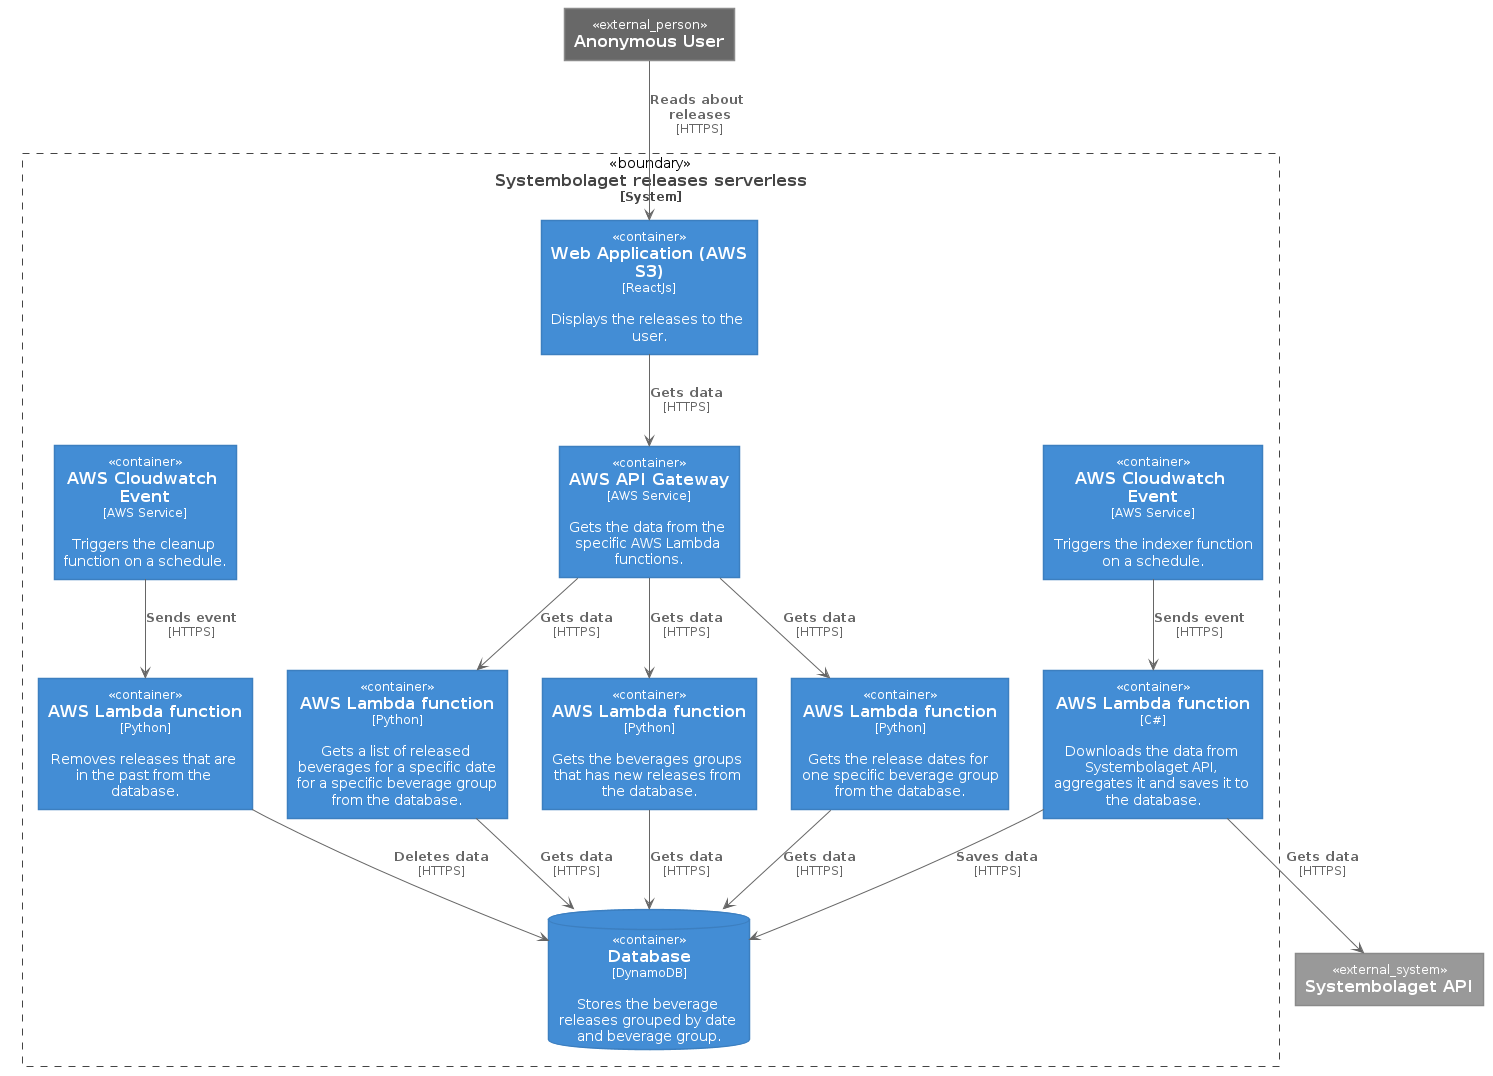 «external_person»
Anonymous User
Reads about
releases
[HTTPS]
«boundary»
Systembolaget releases serverless
[System]
«container»
Web Application (AWS
S3)
[ReactJs]
Displays the releases to the
user.
Gets data
[HTTPS]
«container»
AWS Cloudwatch
Event
[AWS Service]
Triggers the cleanup
function on a schedule.
«container»
AWS API Gateway
[AWS Service]
Gets the data from the
specific AWS Lambda
functions.
«container»
AWS Cloudwatch
Event
[AWS Service]
Triggers the indexer function
on a schedule.
Sends event
[HTTPS]
Gets data
[HTTPS]
Gets data
[HTTPS]
Gets data
[HTTPS]
Sends event
[HTTPS]
«container»
AWS Lambda function
[Python]
Removes releases that are
in the past from the
database.
«container»
AWS Lambda function
[Python]
Gets a list of released
beverages for a specific date
for a specific beverage group
from the database.
«container»
AWS Lambda function
[Python]
Gets the beverages groups
that has new releases from
the database.
«container»
AWS Lambda function
[Python]
Gets the release dates for
one specific beverage group
from the database.
«container»
AWS Lambda function
[C#]
Downloads the data from
Systembolaget API,
aggregates it and saves it to
the database.
Deletes data
[HTTPS]
Gets data
[HTTPS]
Gets data
[HTTPS]
Gets data
[HTTPS]
Saves data
[HTTPS]
Gets data
[HTTPS]
«container»
Database
[DynamoDB]
Stores the beverage
releases grouped by date
and beverage group.
«external_system»
Systembolaget API